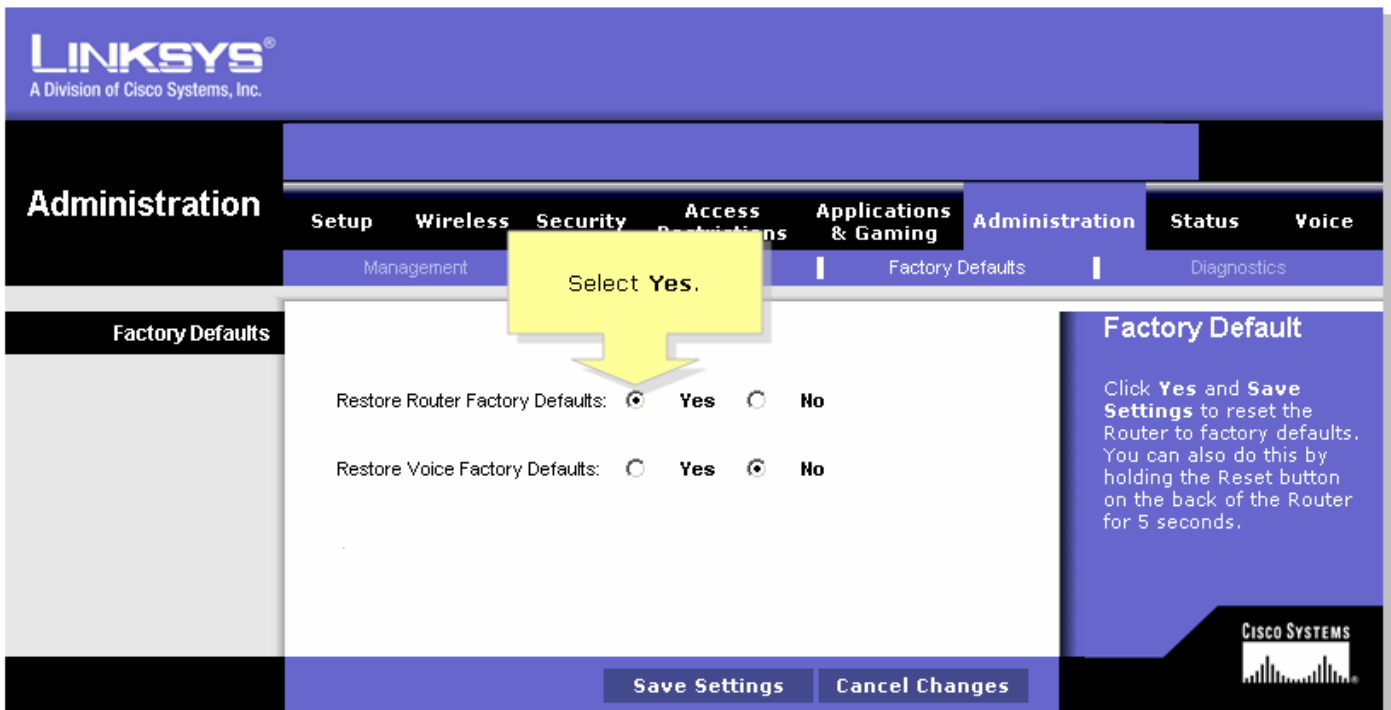 LINKSYS®
A Division of Cisco Systems, Inc.
Administration
Setup Wireless Security Access Restrictions Applications & Gaming Administration Status Voice
Management Factory Defaults Diagnostics
Select Yes.
Factory Defaults
Restore Router Factory Defaults: Yes No
Restore Voice Factory Defaults: Yes No
Factory Default
Click Yes and Save
Settings to reset the
Router to factory defaults.
You can also do this by
holding the Reset button
on the back of the Router
for 5 seconds.
CISCO SYSTEMS
Save Settings Cancel Changes